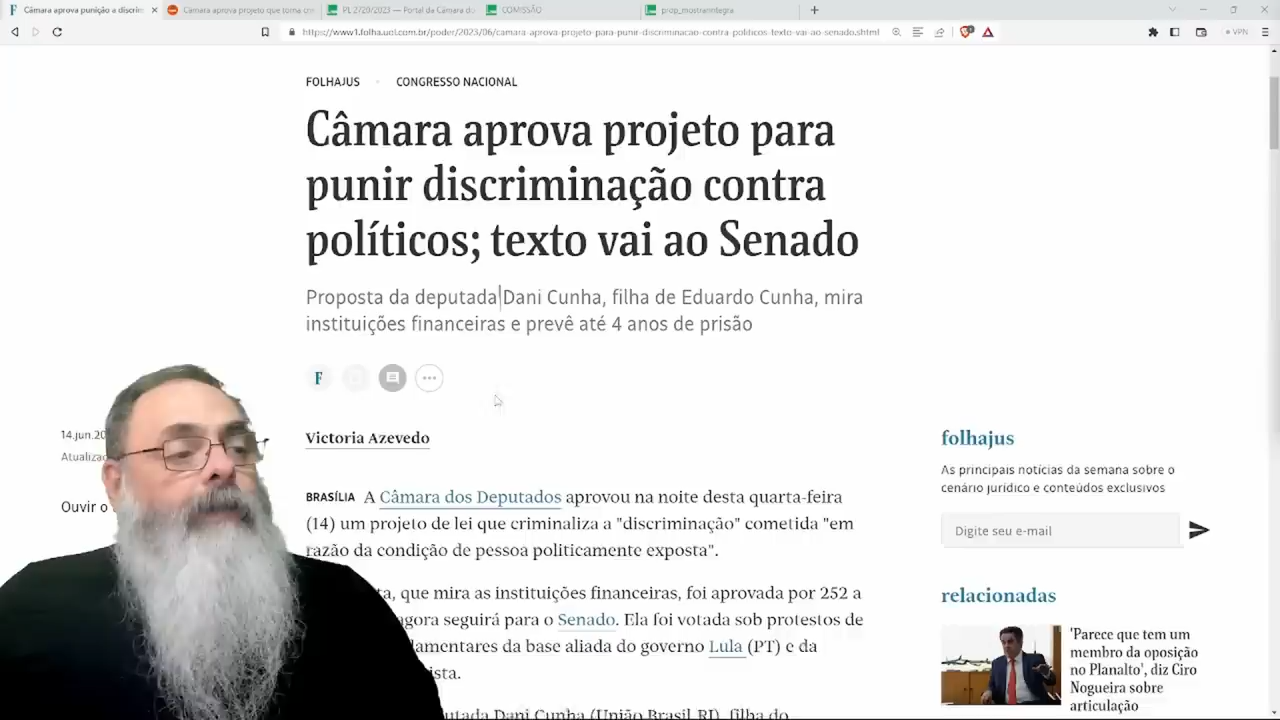 Câmara aprova punição a discrim
Câmara aprova projeto que torna cri
PL 2720/2023 — Portal da Câmara do
COMISSÃO
prop_mostrarintegra
https://www1.folha.uol.com.br/poder/2023/06/camara-aprova-projeto-para-punir-discriminacao-contra-politicos-texto-vai-ao-senado.shtml
VPN
FOLHAJUS
CONGRESSO NACIONAL
Câmara aprova projeto para
punir discriminação contra
políticos; texto vai ao Senado
Proposta da deputada Dani Cunha, filha de Eduardo Cunha, mira
instituições financeiras e prevê até 4 anos de prisão
F
14.jun.20
Atualizad
Ouvir o
Victoria Azevedo
BRASÍLIA A Câmara dos Deputados aprovou na noite desta quarta-feira
(14) um projeto de lei que criminaliza a "discriminação" cometida "em
razão da condição de pessoa politicamente exposta".
ta, que mira as instituições financeiras, foi aprovada por 252 a
agora seguirá para o Senado. Ela foi votada sob protestos de
lamentares da base aliada do governo Lula (PT) e da
ista.
utada Dani Cunha (União Brasil-RJ), filha do
folhajus
As principais notícias da semana sobre o
cenário jurídico e conteúdos exclusivos
Digite seu e-mail
relacionadas
'Parece que tem um
membro da oposição
no Planalto', diz Ciro
Nogueira sobre
articulação